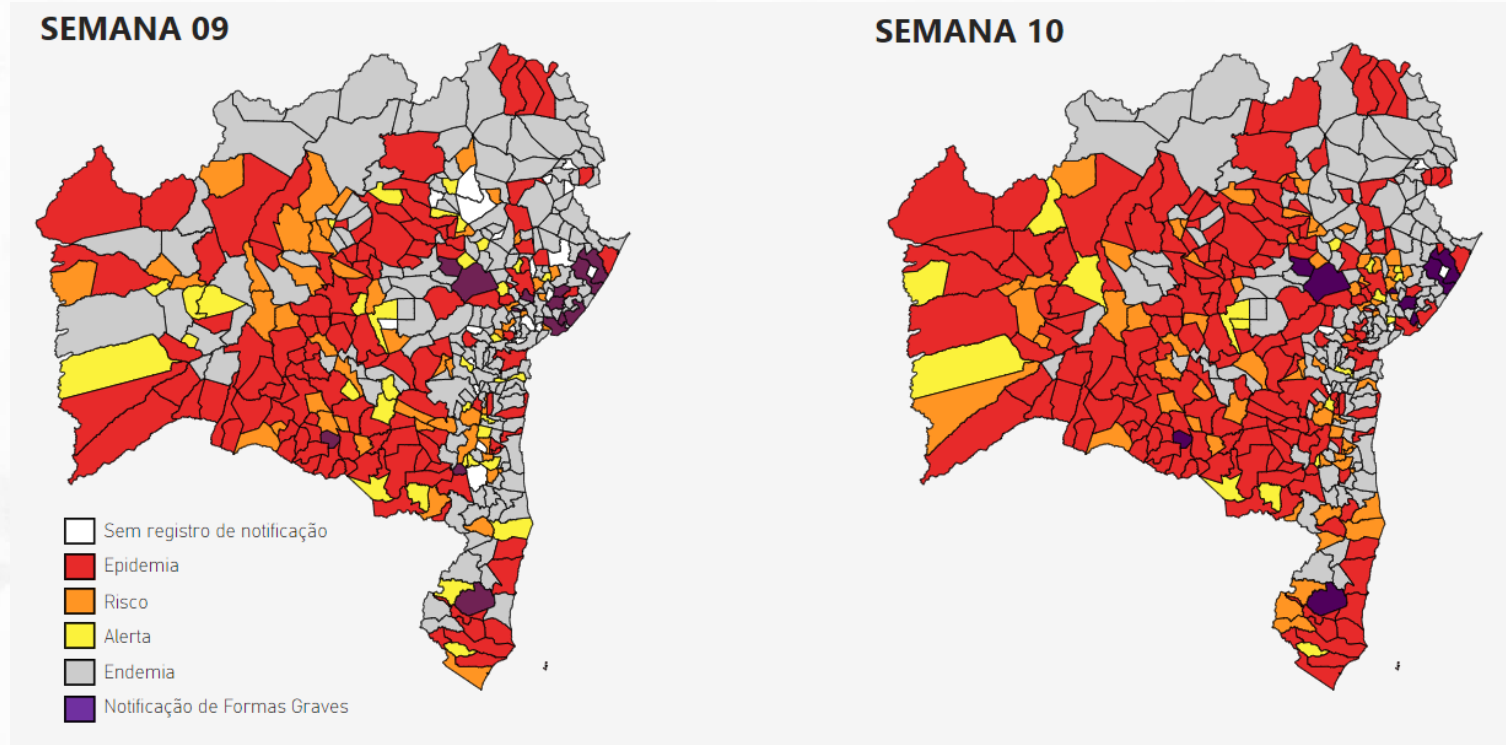 SEMANA 09
SEMANA 10
Sem registro de notificação
Epidemia
Risco
Alerta
Endemia
Notificação de Formas Graves